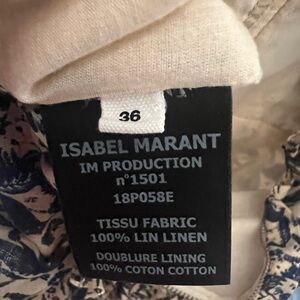 36
ISABEL MARANT
IM PRODUCTION
n°1501
18P058E
TISSU FABRIC
100% LIN LINEN
DOUBLURE LINING
100% COTON COTTON